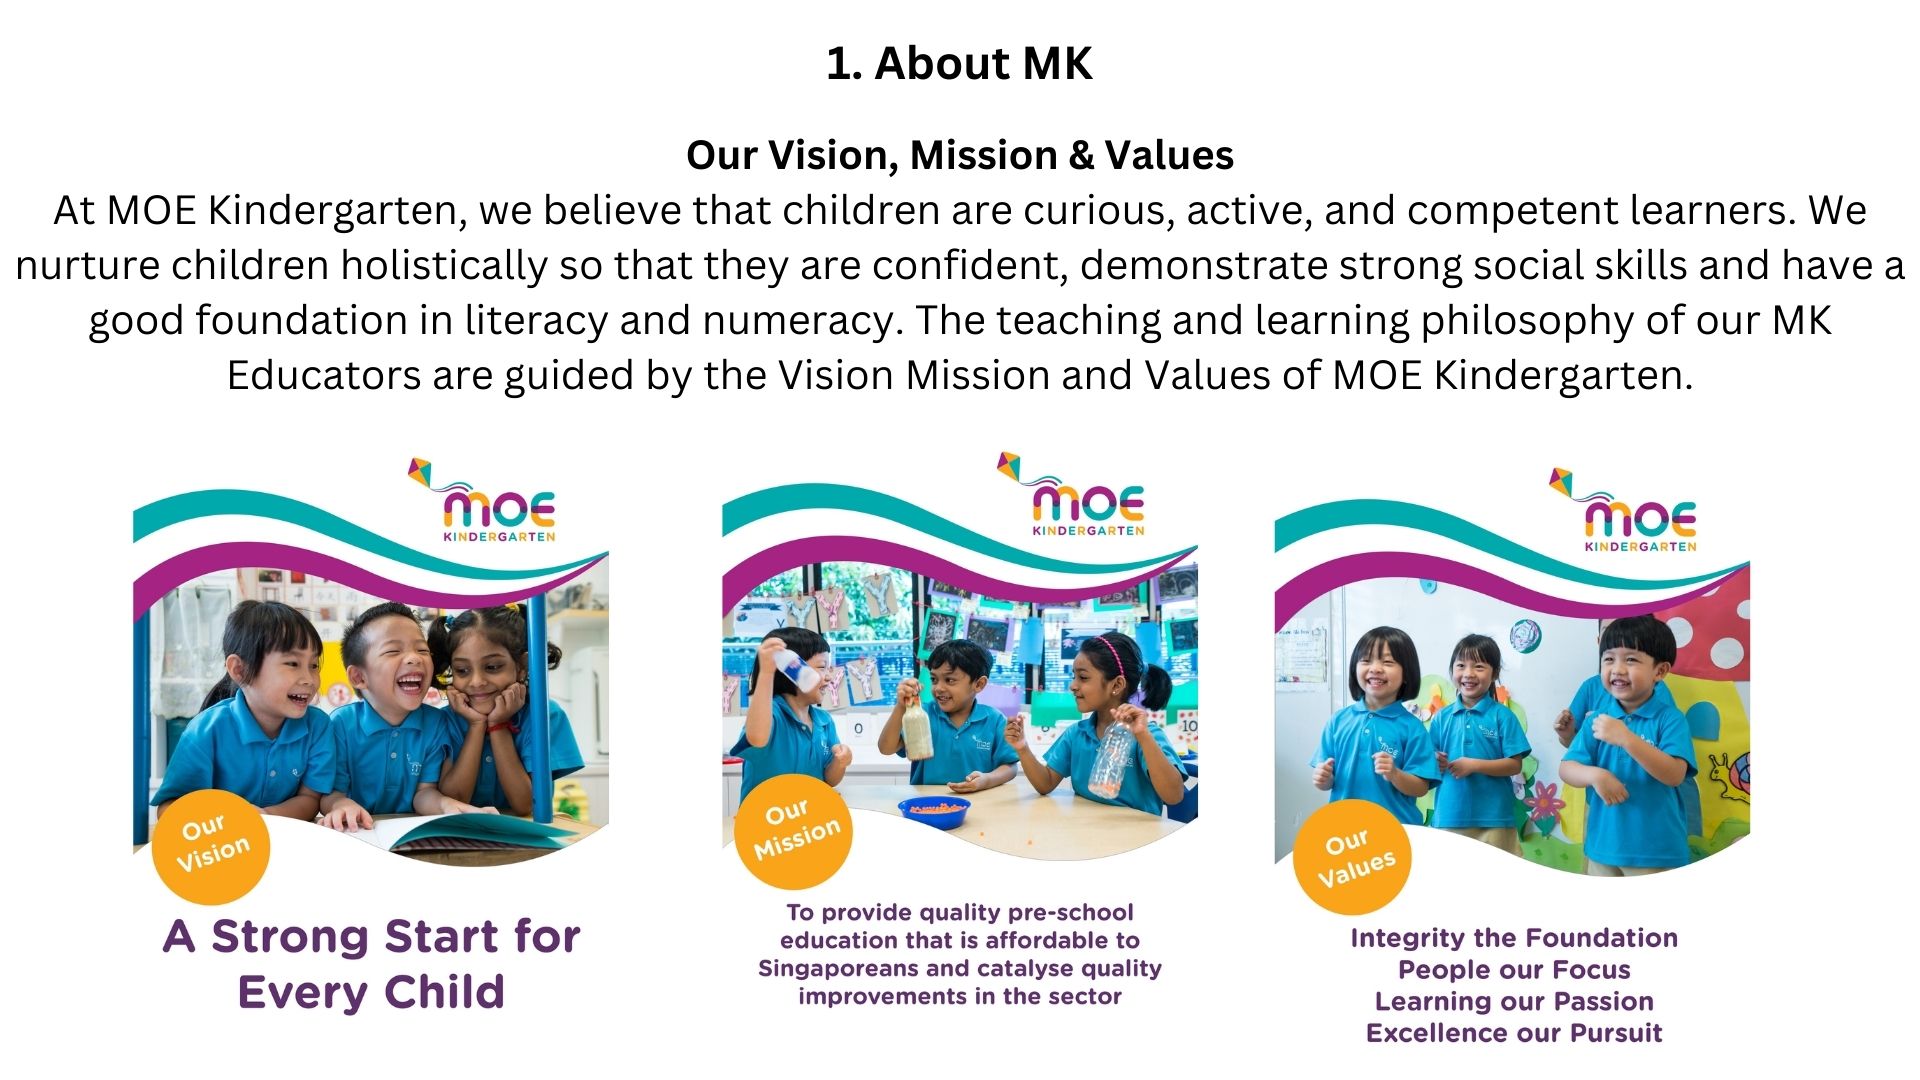 1. About MK
Our Vision, Mission & Values
At MOE Kindergarten, we believe that children are curious, active, and competent learners. We
nurture children holistically so that they are confident, demonstrate strong social skills and have a
good foundation in literacy and numeracy. The teaching and learning philosophy of our MK
Educators are guided by the Vision Mission and Values of MOE Kindergarten.
MOE
KINDERGARTEN
Our
Vision
A Strong Start for
Every Child
MOE
KINDERGARTEN
Y
0
10
Our
Mission
To provide quality pre-school
education that is affordable to
Singaporeans and catalyse quality
improvements in the sector
MOE
KINDERGARTEN
Our
Values
Integrity the Foundation
People our Focus
Learning our Passion
Excellence our Pursuit